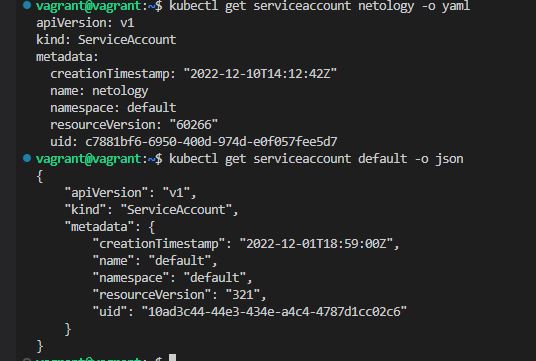 vagrant@vagrant:~$ kubectl get serviceaccount netology -o yaml
apiVersion: v1
kind: ServiceAccount
metadata:
  creationTimestamp: "2022-12-10T14:12:42Z"
  name: netology
  namespace: default
  resourceVersion: "60266"
  uid: c7881bf6-6950-400d-974d-e0f057fee5d7
vagrant@vagrant:~$ kubectl get serviceaccount default -o json
{
    "apiVersion": "v1",
    "kind": "ServiceAccount",
    "metadata": {
        "creationTimestamp": "2022-12-01T18:59:00Z",
        "name": "default",
        "namespace": "default",
        "resourceVersion": "321",
        "uid": "10ad3c44-44e3-434e-a4c4-4787d1cc02c6"
    }
}
vagrant@vagrant:~$